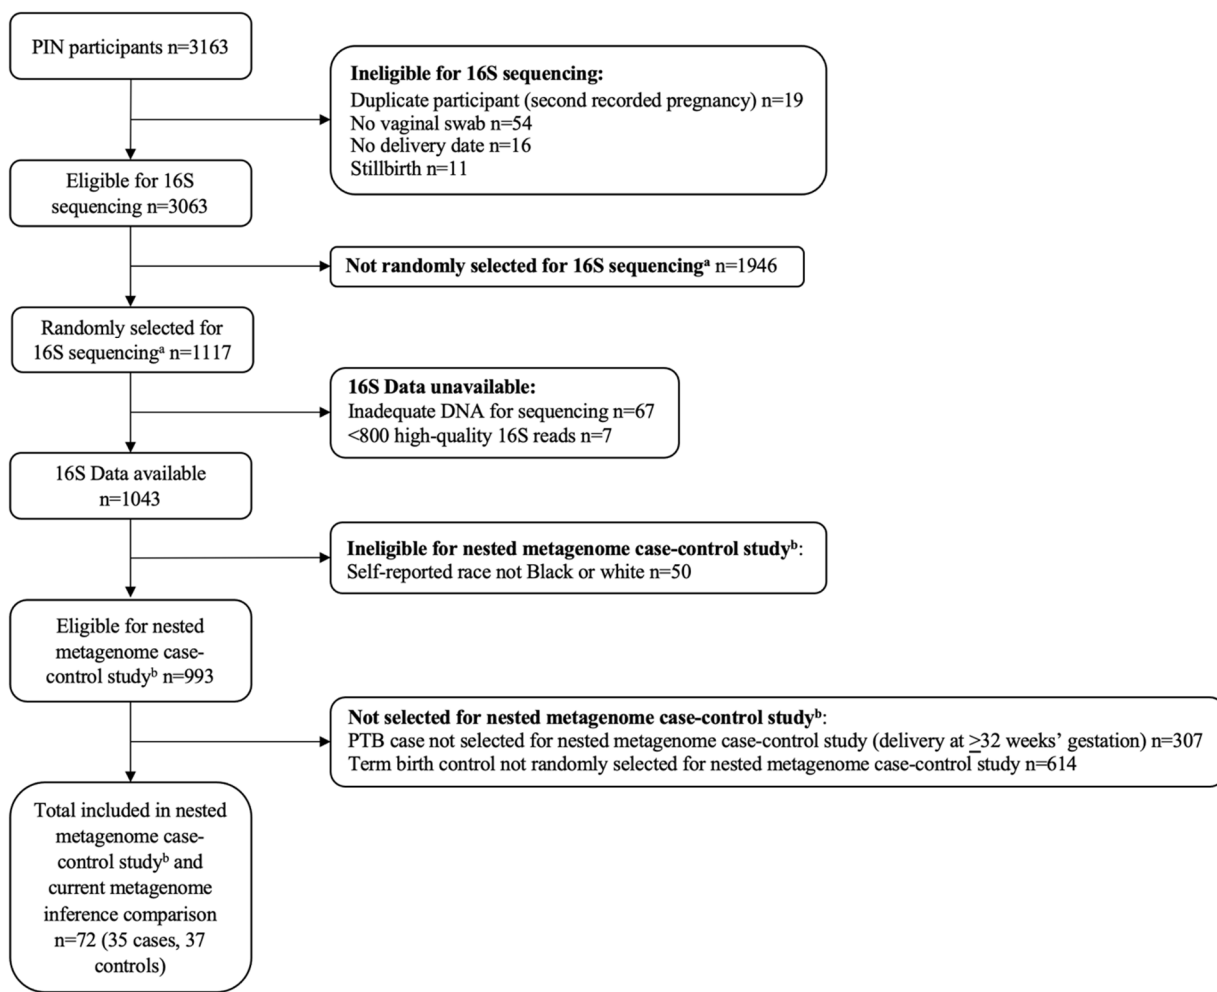 PIN participants n=3163
Ineligible for 16S sequencing:
Duplicate participant (second recorded pregnancy) n=19
No vaginal swab n=54
No delivery date n=16
Stillbirth n=11
Eligible for 16S
sequencing n=3063
Not randomly selected for 16S sequencingᵃ n=1946
Randomly selected for
16S sequencingᵃ n=1117
16S Data unavailable:
Inadequate DNA for sequencing n=67
<800 high-quality 16S reads n=7
16S Data available
n=1043
Ineligible for nested metagenome case-control studyᵇ:
Self-reported race not Black or white n=50
Eligible for nested
metagenome case-
control studyᵇ n=993
Not selected for nested metagenome case-control studyᵇ:
PTB case not selected for nested metagenome case-control study (delivery at ≥32 weeks’ gestation) n=307
Term birth control not randomly selected for nested metagenome case-control study n=614
Total included in nested
metagenome case-
control studyᵇ and
current metagenome
inference comparison
n=72 (35 cases, 37
controls)